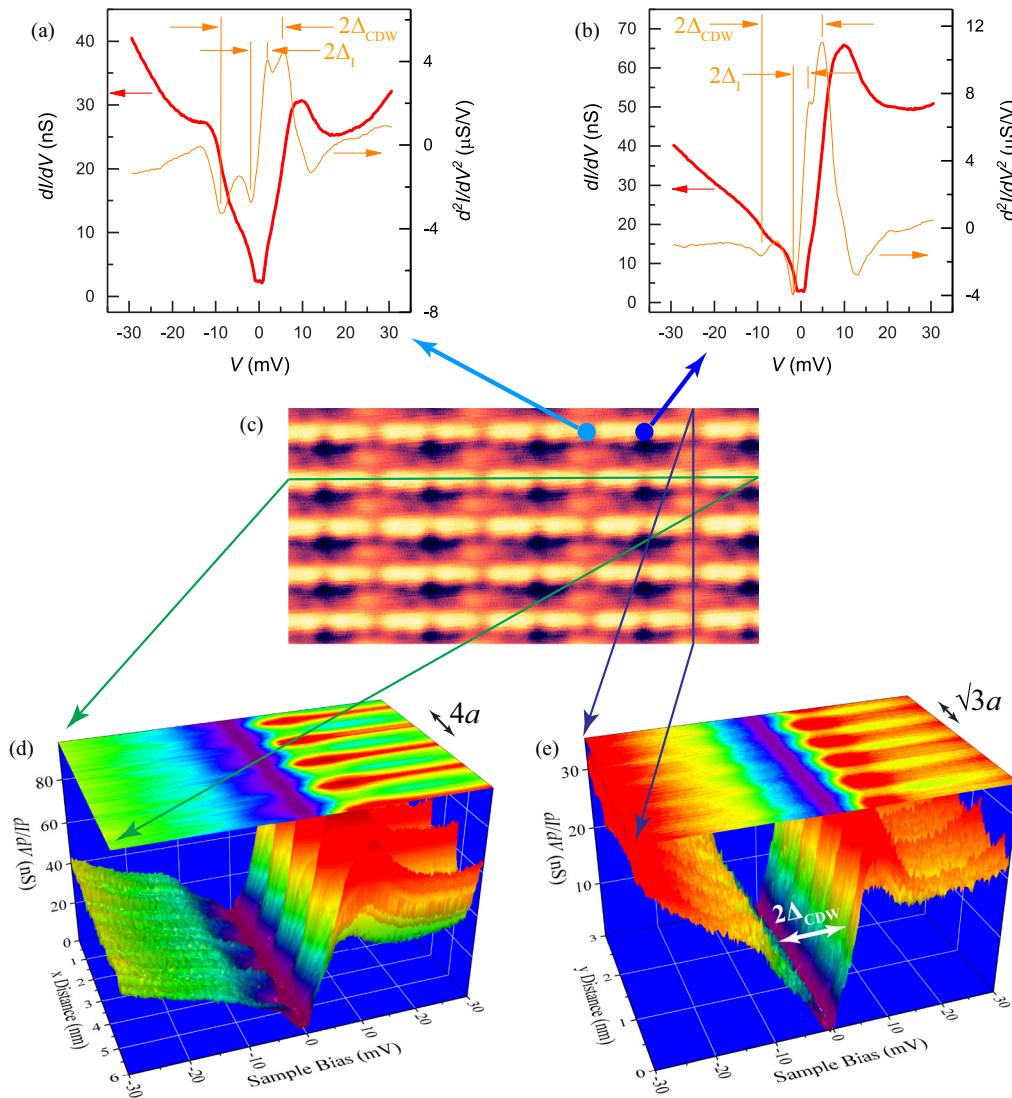 (a)
2Δ_CDW
2Δ_I
dI/dV (nS)
40
30
20
10
0
4
0
-4
-8
d²I/dV² (μS/V)
-30 -20 -10 0 10 20 30
V (mV)
(b)
2Δ_CDW
2Δ_I
dI/dV (nS)
70
60
50
40
30
20
10
0
12
8
4
0
-4
d²I/dV² (μS/V)
-30 -20 -10 0 10 20 30
V (mV)
(c)
(d)
4a
dI/dV (nS)
80
60
40
20
0
0
1
2
3
4
5
6
x Distance (nm)
-30 -20 -10 0 10 20 30
Sample Bias (mV)
(e)
√3a
dI/dV (nS)
30
20
10
2Δ_CDW
3
2
1
0
y Distance (nm)
-30 -20 -10 0 10 20 30
Sample Bias (mV)